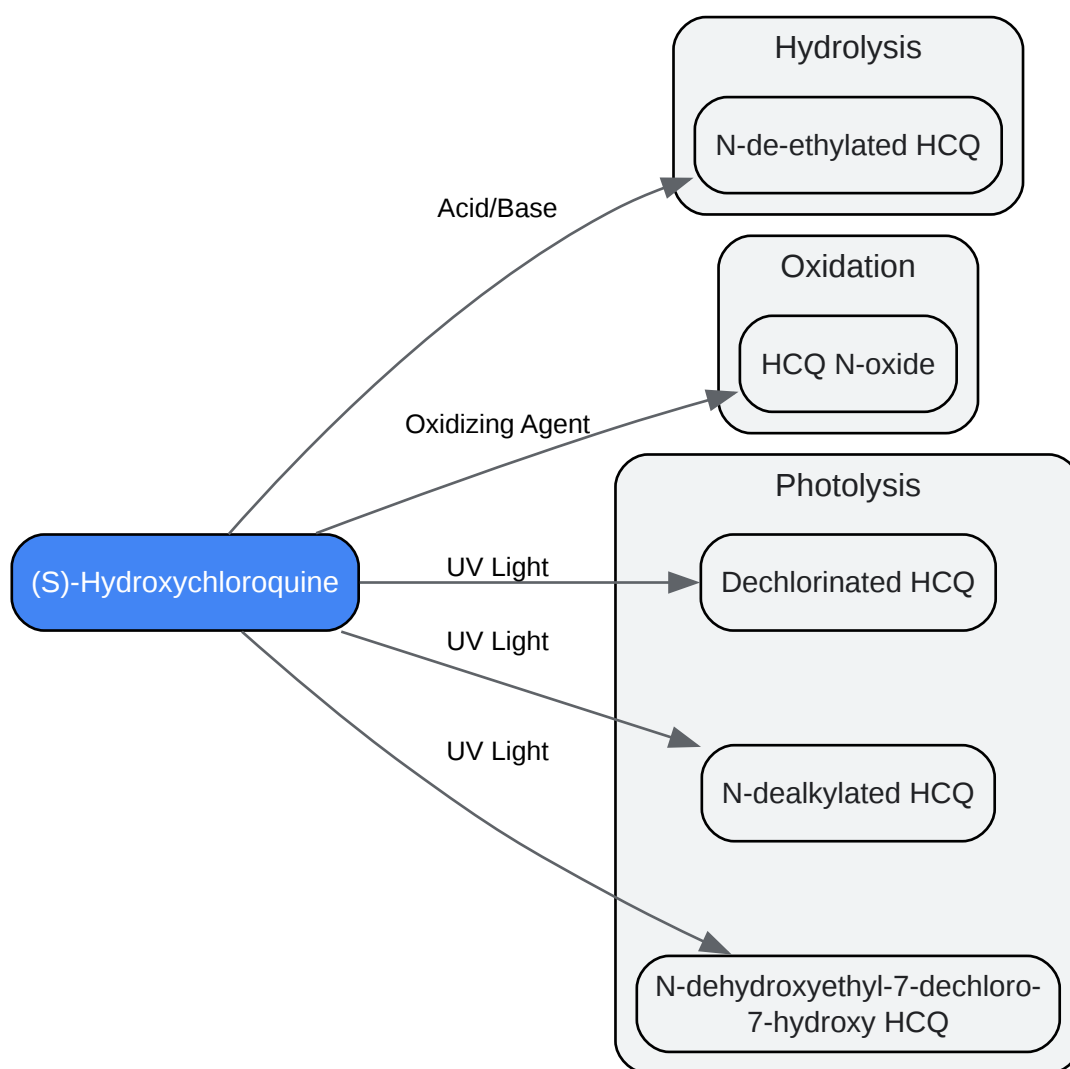 Hydrolysis
N-de-ethylated HCQ
Acid/Base
Oxidation
HCQ N-oxide
Oxidizing Agent
Photolysis
(S)-Hydroxychloroquine
UV Light
Dechlorinated HCQ
UV Light
N-dealkylated HCQ
UV Light
N-dehydroxyethyl-7-dechloro-
7-hydroxy HCQ